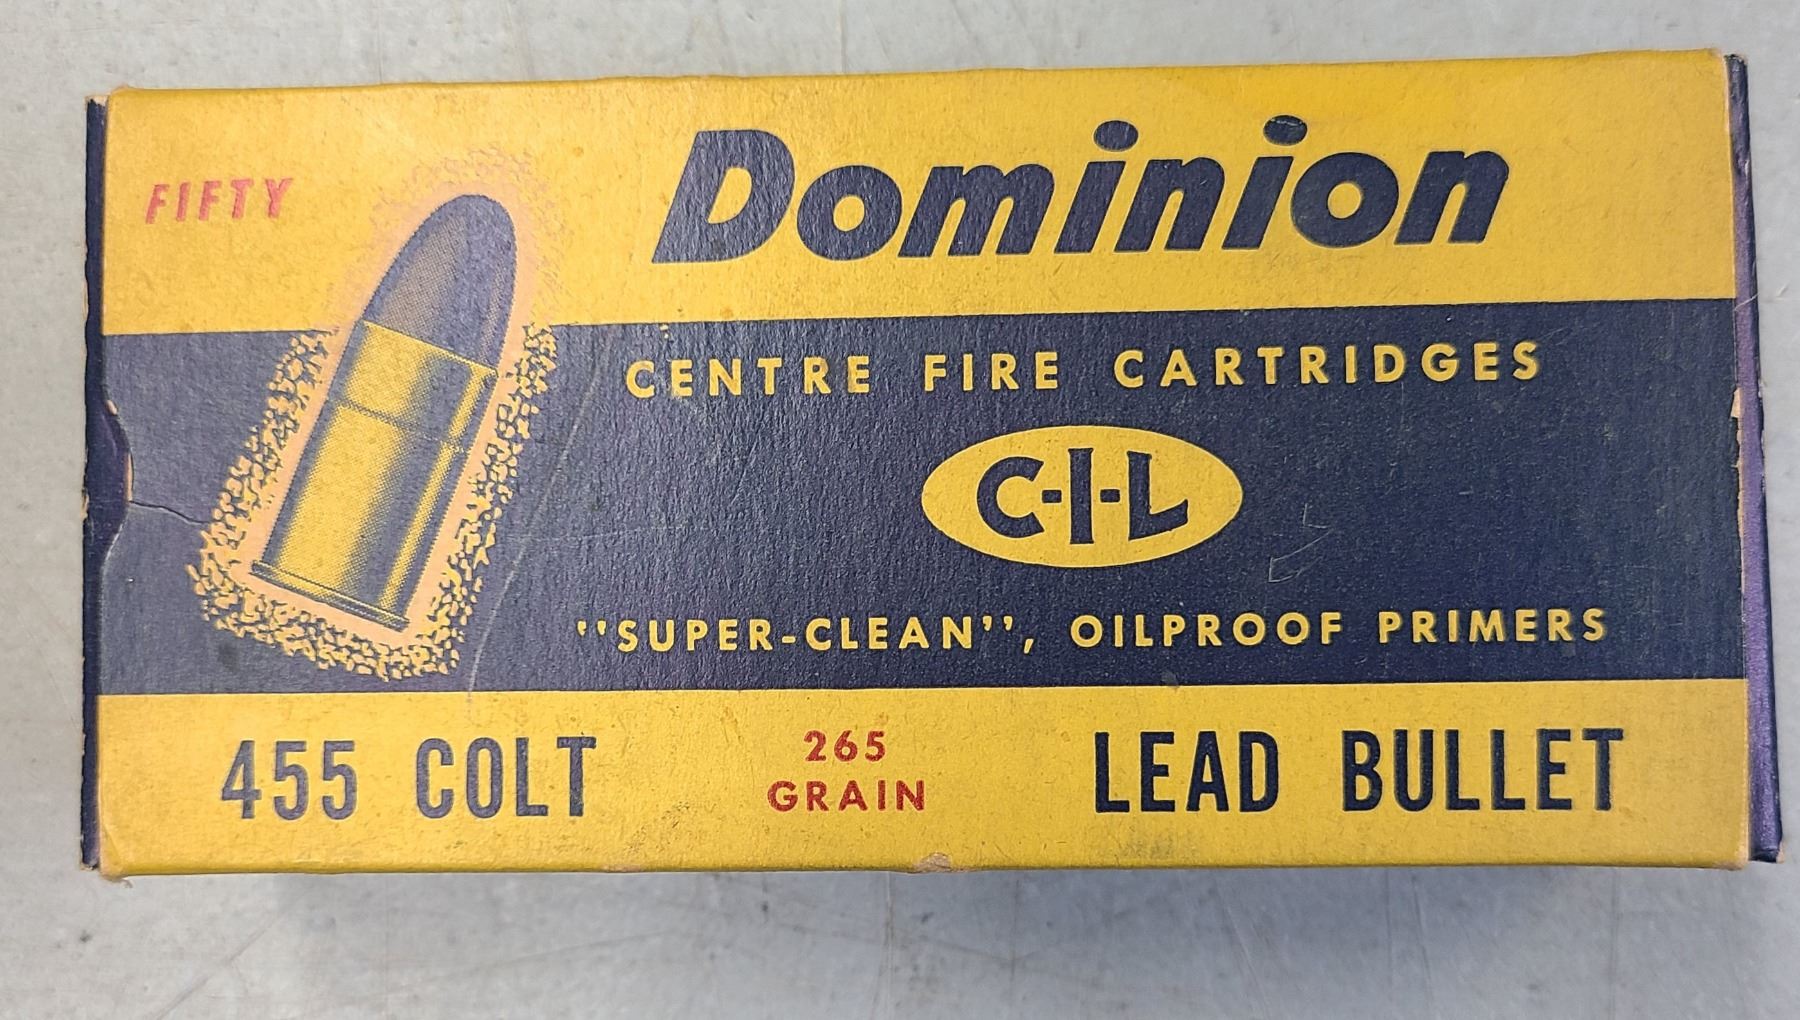 FIFTY
Dominion
CENTRE FIRE CARTRIDGES
C-I-L
"SUPER-CLEAN", OILPROOF PRIMERS
455 COLT
265
GRAIN
LEAD BULLET